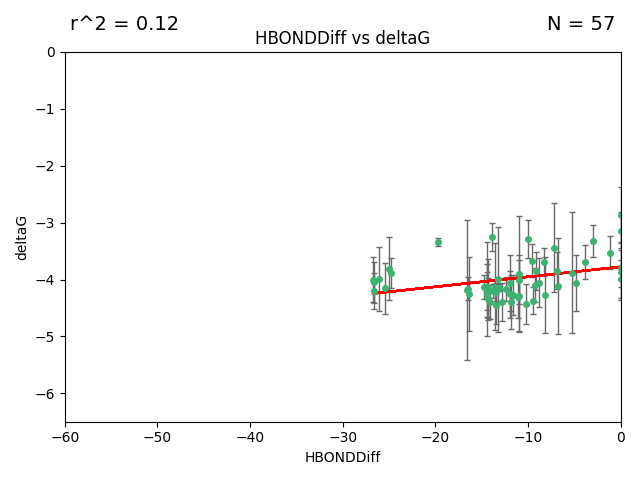 r^2 = 0.12
N = 57
HBONDDiff vs deltaG
0
−1
−2
−3
−4
−5
−6
deltaG
−60
−50
−40
−30
−20
−10
0
HBONDDiff